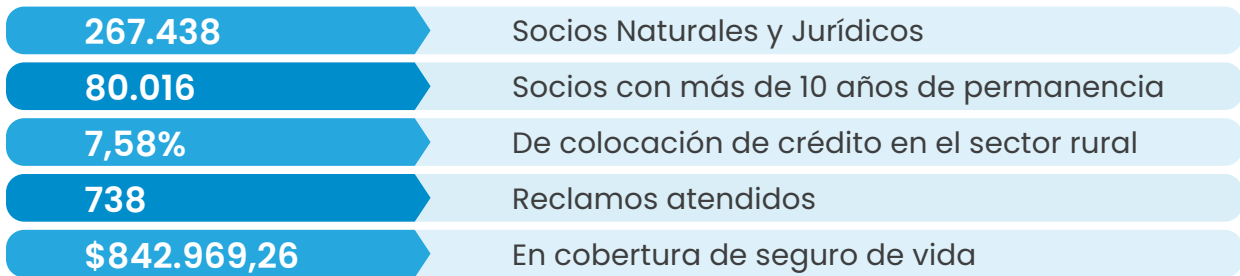 267.438 Socios Naturales y Jurídicos
80.016 Socios con más de 10 años de permanencia
7,58% De colocación de crédito en el sector rural
738 Reclamos atendidos
$842.969,26 En cobertura de seguro de vida